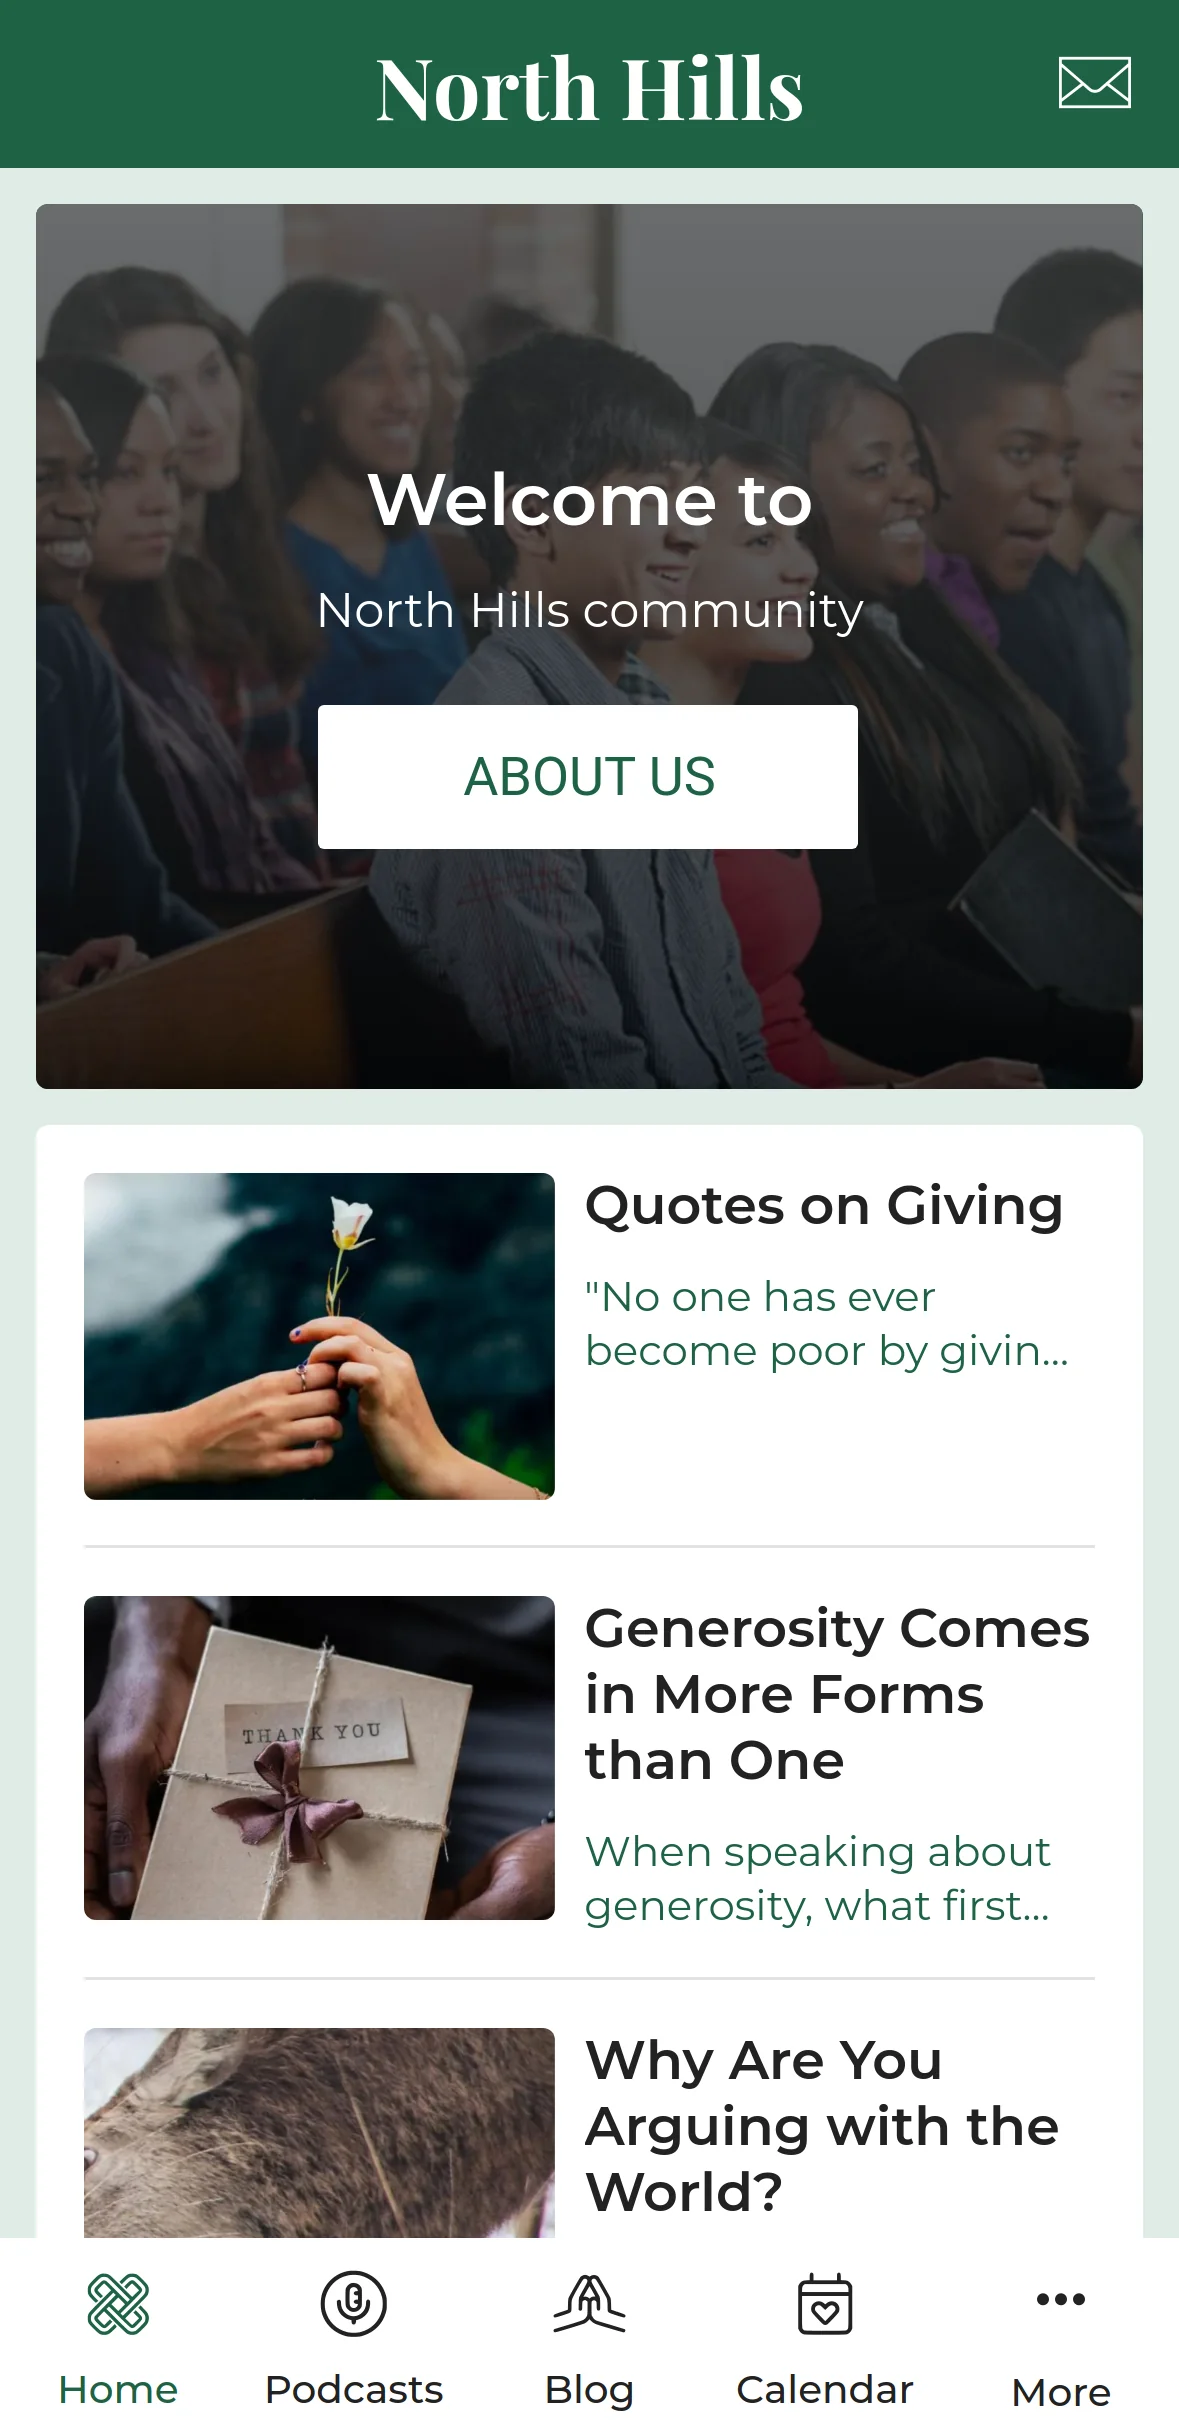 North Hills
Welcome to
North Hills community
ABOUT US
Quotes on Giving
"No one has ever
become poor by givin...
Generosity Comes
in More Forms
than One
THANK YOU
When speaking about
generosity, what first...
Why Are You
Arguing with the
World?
Home
Podcasts
Blog
Calendar
More